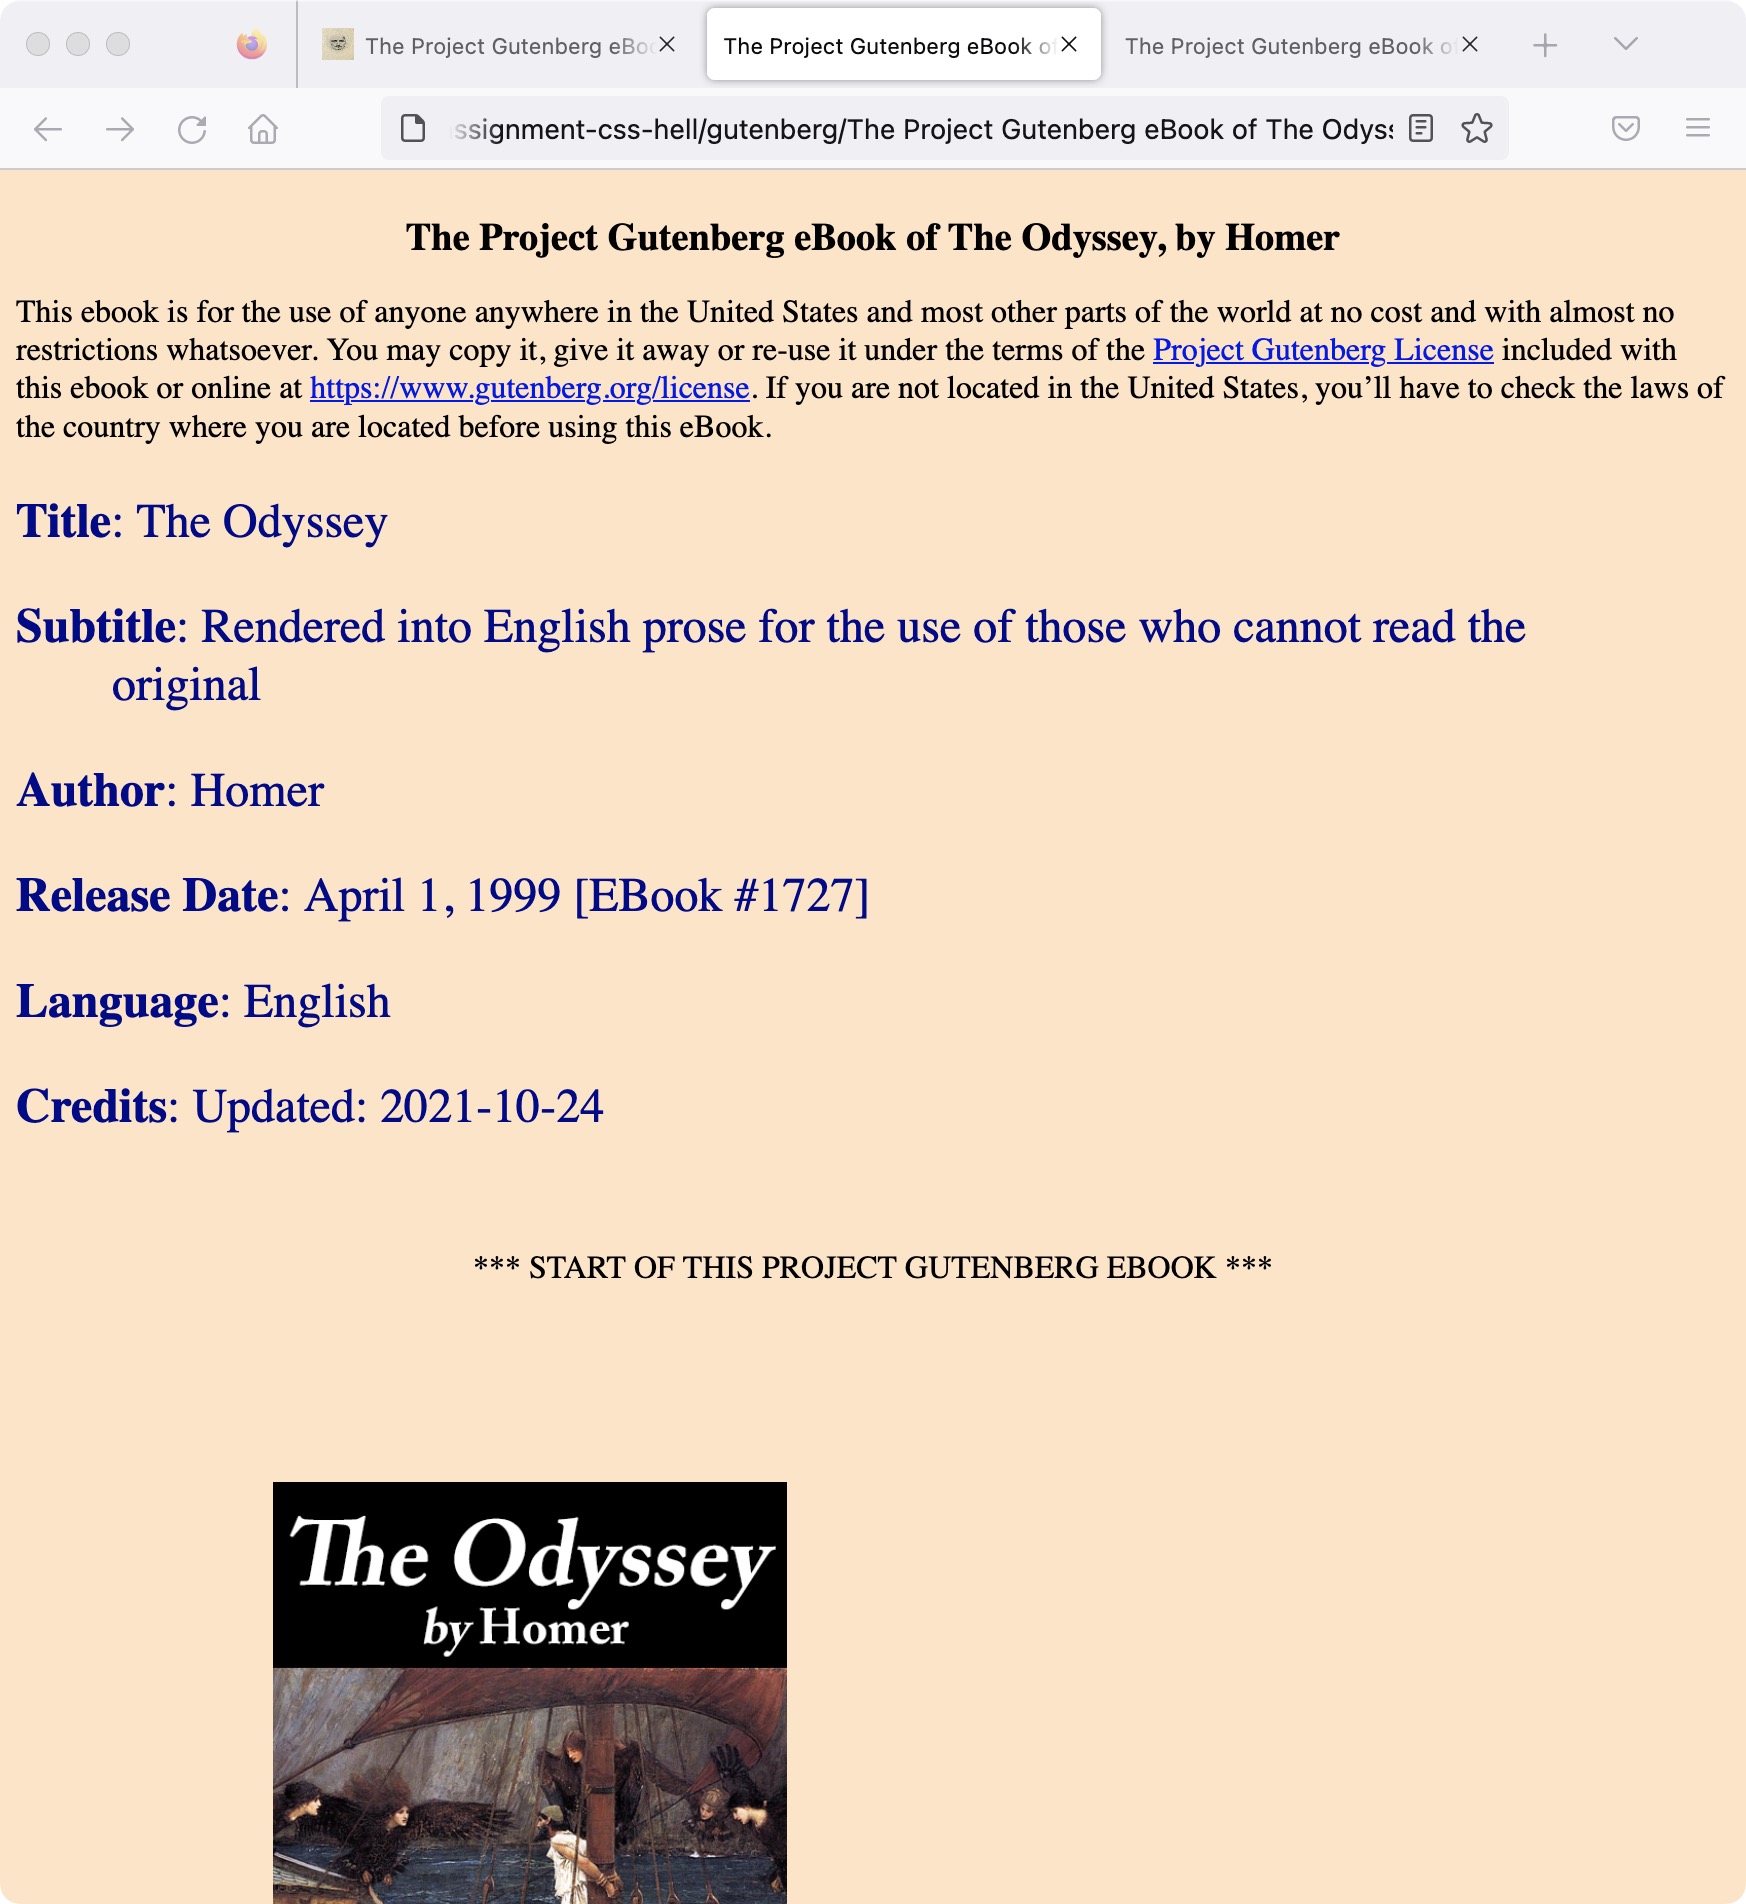 The Project Gutenberg eBo
The Project Gutenberg eBook o
The Project Gutenberg eBook o
ssignment-css-hell/gutenberg/The Project Gutenberg eBook of The Odyss
The Project Gutenberg eBook of The Odyssey, by Homer
This ebook is for the use of anyone anywhere in the United States and most other parts of the world at no cost and with almost no
restrictions whatsoever. You may copy it, give it away or re-use it under the terms of the Project Gutenberg License included with
this ebook or online at https://www.gutenberg.org/license. If you are not located in the United States, you’ll have to check the laws of
the country where you are located before using this eBook.
Title: The Odyssey
Subtitle: Rendered into English prose for the use of those who cannot read the
original
Author: Homer
Release Date: April 1, 1999 [EBook #1727]
Language: English
Credits: Updated: 2021-10-24
*** START OF THIS PROJECT GUTENBERG EBOOK ***
The Odyssey
by Homer